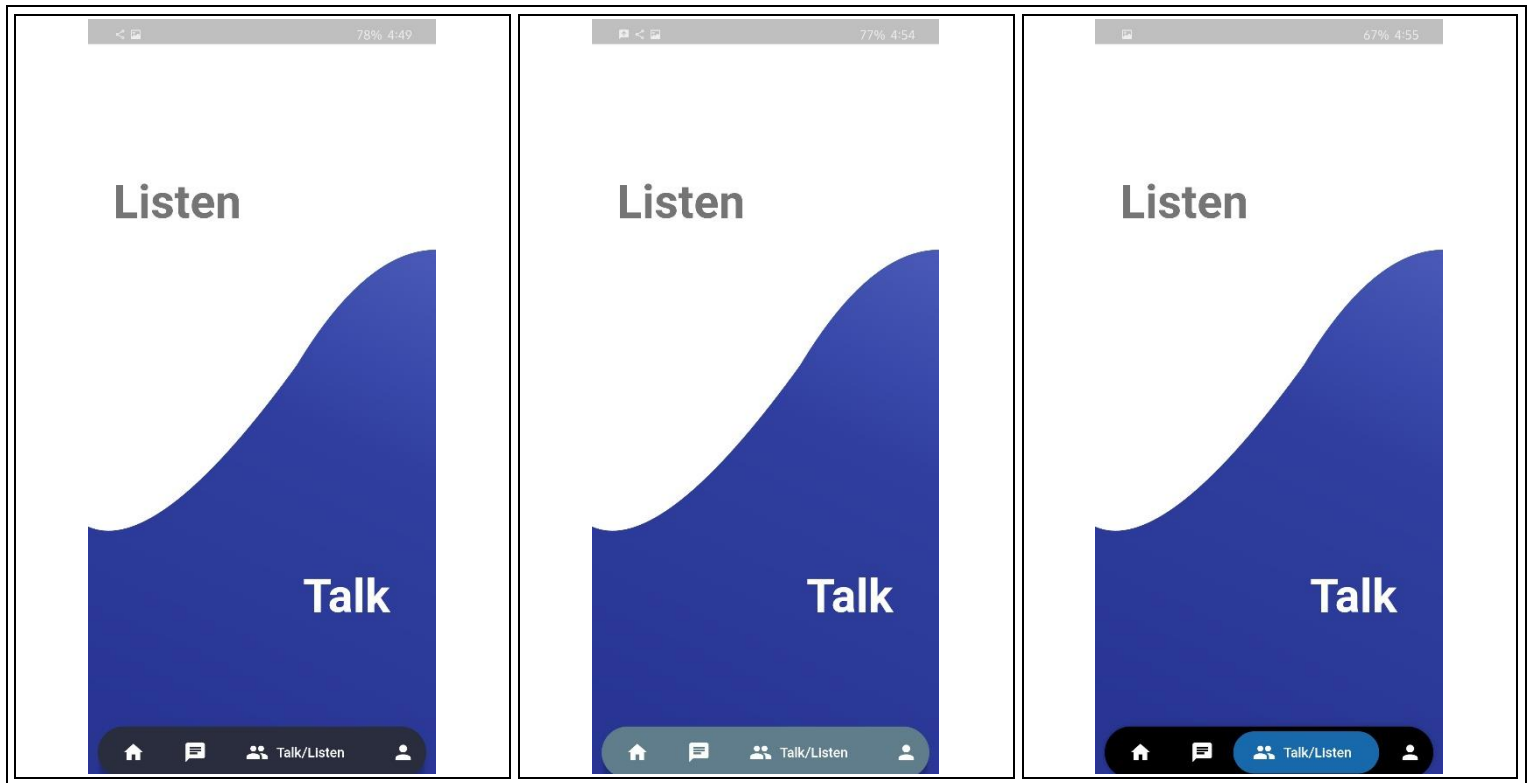 78% 4:49
Listen
Talk
Talk/Listen
77% 4:54
Listen
Talk
Talk/Listen
67% 4:55
Listen
Talk
Talk/Listen